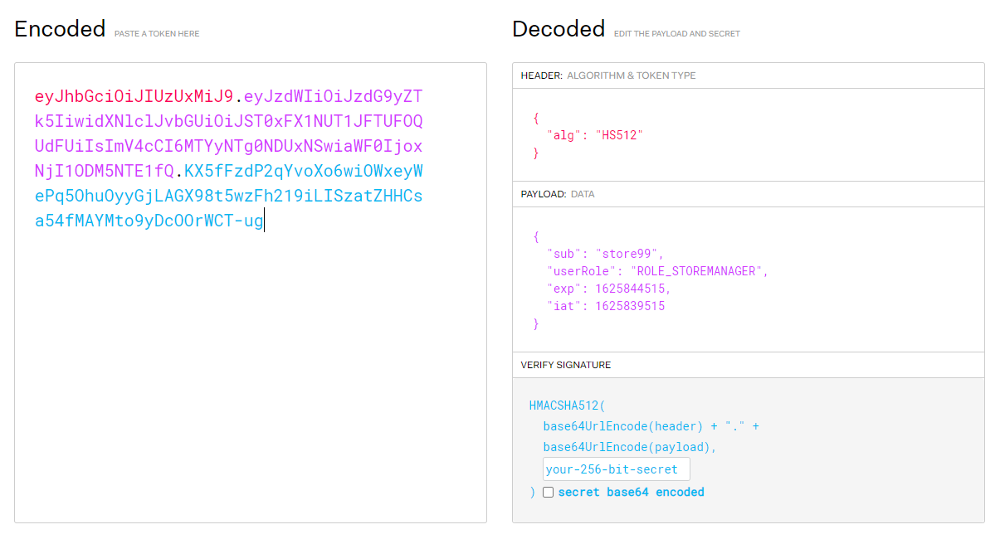 Encoded PASTE A TOKEN HERE
eyJhbGciOiJIUzUxMiJ9.eyJzdWIiOiJzdG9yZT
k5IiwidXNlclJvbGUiOiJST0xFX1NUT1JFTUFOQ
UdFUiIsImV4cCI6MTYyNTg0NDUxNSwiaWF0Ijox
NjI1ODM5NTE1fQ.KX5fFzdP2qYvoXo6wiOWxeyW
ePq5OhuOyyGjLAGX98t5wzFh219iLISzatZHHCs
a54fMAYMto9yDcOOrWCT-ug
Decoded EDIT THE PAYLOAD AND SECRET
HEADER: ALGORITHM & TOKEN TYPE
{
"alg": "HS512"
}
PAYLOAD: DATA
{
"sub": "store99",
"userRole": "ROLE_STOREMANAGER",
"exp": 1625844515,
"iat": 1625839515
}
VERIFY SIGNATURE
HMACSHA512(
base64UrlEncode(header) + "." +
base64UrlEncode(payload),
your-256-bit-secret
) secret base64 encoded